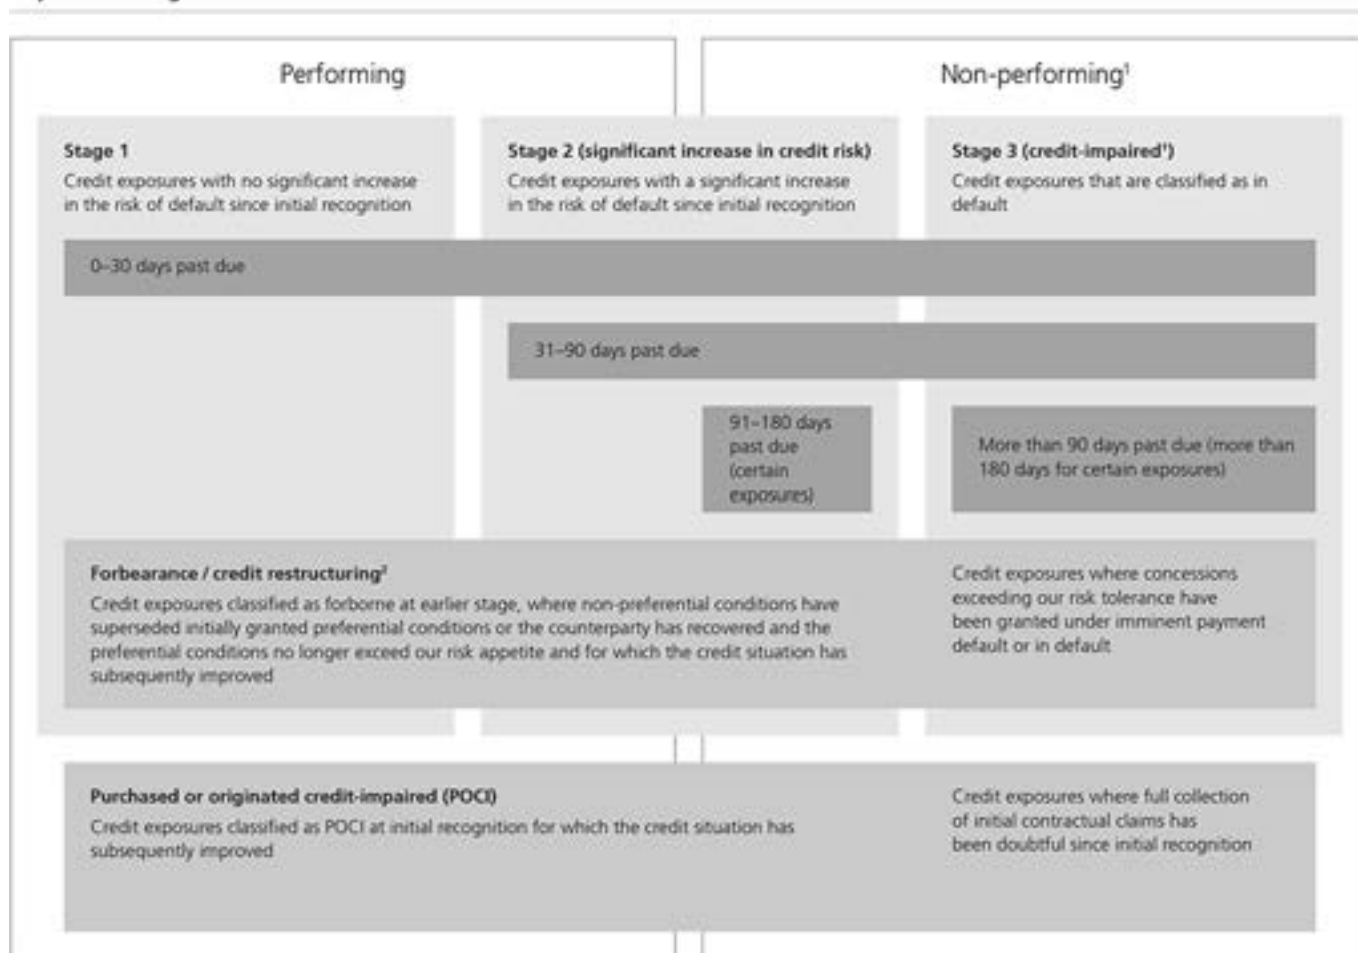 Performing
Non-performing¹
Stage 1
Credit exposures with no significant increase
in the risk of default since initial recognition
Stage 2 (significant increase in credit risk)
Credit exposures with a significant increase
in the risk of default since initial recognition
Stage 3 (credit-impaired¹)
Credit exposures that are classified as in
default
0–30 days past due
31–90 days past due
91–180 days
past due
(certain
exposures)
More than 90 days past due (more than
180 days for certain exposures)
Forbearance / credit restructuring²
Credit exposures classified as forborne at earlier stage, where non-preferential conditions have
superseded initially granted preferential conditions or the counterparty has recovered and the
preferential conditions no longer exceed our risk appetite and for which the credit situation has
subsequently improved
Credit exposures where concessions
exceeding our risk tolerance have
been granted under imminent payment
default or in default
Purchased or originated credit-impaired (POCI)
Credit exposures classified as POCI at initial recognition for which the credit situation has
subsequently improved
Credit exposures where full collection
of initial contractual claims has
been doubtful since initial recognition